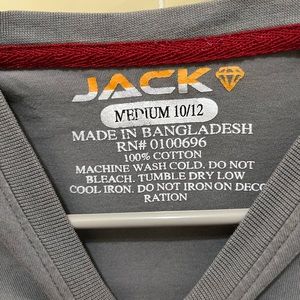 JACK
MEDIUM 10/12
MADE IN BANGLADESH
RN# 0100696
100% COTTON
MACHINE WASH COLD. DO NOT
BLEACH. TUMBLE DRY LOW
COOL IRON. DO NOT IRON ON DECO
RATION